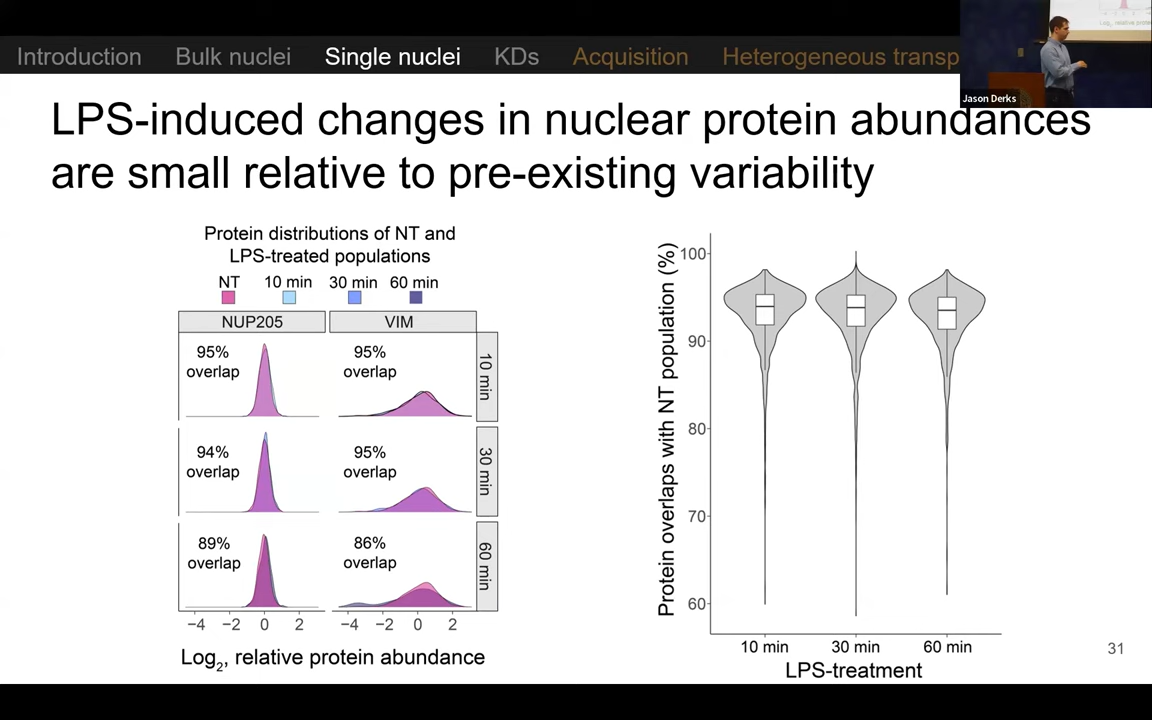 Introduction Bulk nuclei Single nuclei KDs Acquisition Heterogeneous transp
Jason Derks
LPS-induced changes in nuclear protein abundances
are small relative to pre-existing variability
Protein distributions of NT and
LPS-treated populations
NT 10 min 30 min 60 min
NUP205 VIM
95% overlap 95% overlap 10 min
94% overlap 95% overlap 30 min
89% overlap 86% overlap 60 min
−4 −2 0 2 −4 −2 0 2
Log2, relative protein abundance
Protein overlaps with NT population (%)
100
90
80
70
60
10 min 30 min 60 min
LPS-treatment
31